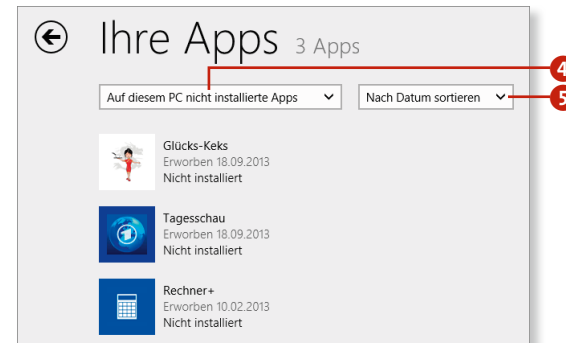 Ihre Apps 3 Apps
4
Auf diesem PC nicht installierte Apps Nach Datum sortieren
5
Glücks-Keks
Erworben 18.09.2013
Nicht installiert
Tagesschau
Erworben 18.09.2013
Nicht installiert
Rechner+
Erworben 10.02.2013
Nicht installiert